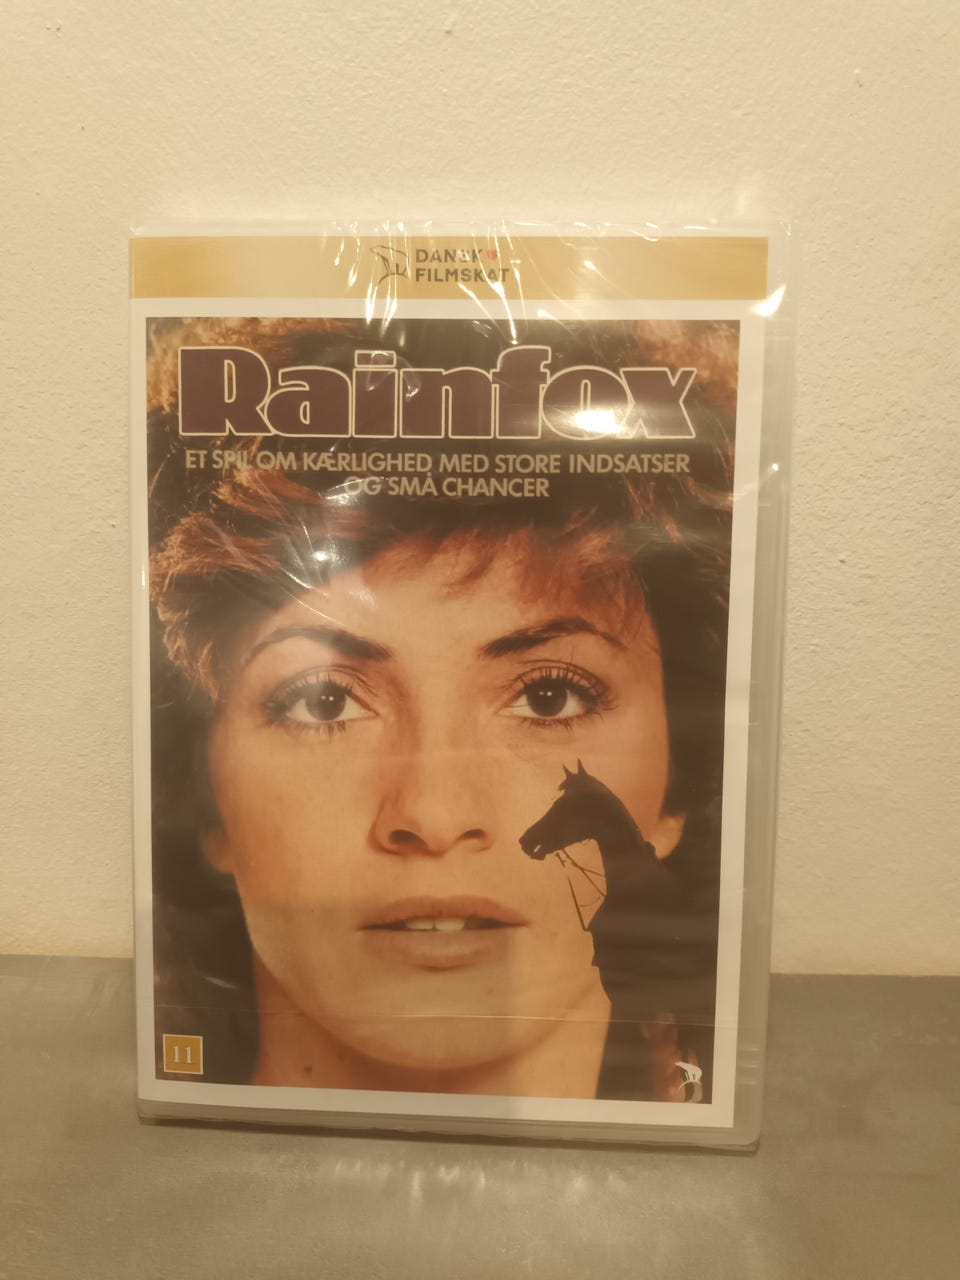 DANSK
FILMSKAT
Rainfox
ET SPIL OM KÆRLIGHED MED STORE INDSATSER
OG SMÅ CHANCER
11